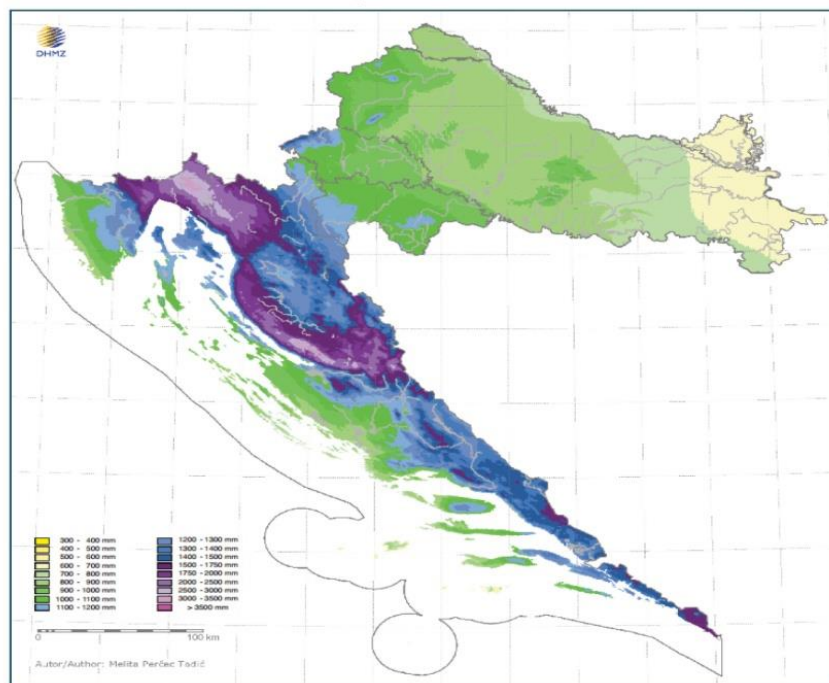 DHMZ
300 - 400 mm
400 - 500 mm
500 - 600 mm
600 - 700 mm
700 - 800 mm
800 - 900 mm
900 - 1000 mm
1000 - 1100 mm
1100 - 1200 mm
1200 - 1300 mm
1300 - 1400 mm
1400 - 1500 mm
1500 - 1750 mm
1750 - 2000 mm
2000 - 2500 mm
2500 - 3000 mm
3000 - 3500 mm
> 3500 mm
0 100 km
Autor/Author: Melita Perčec Tadić